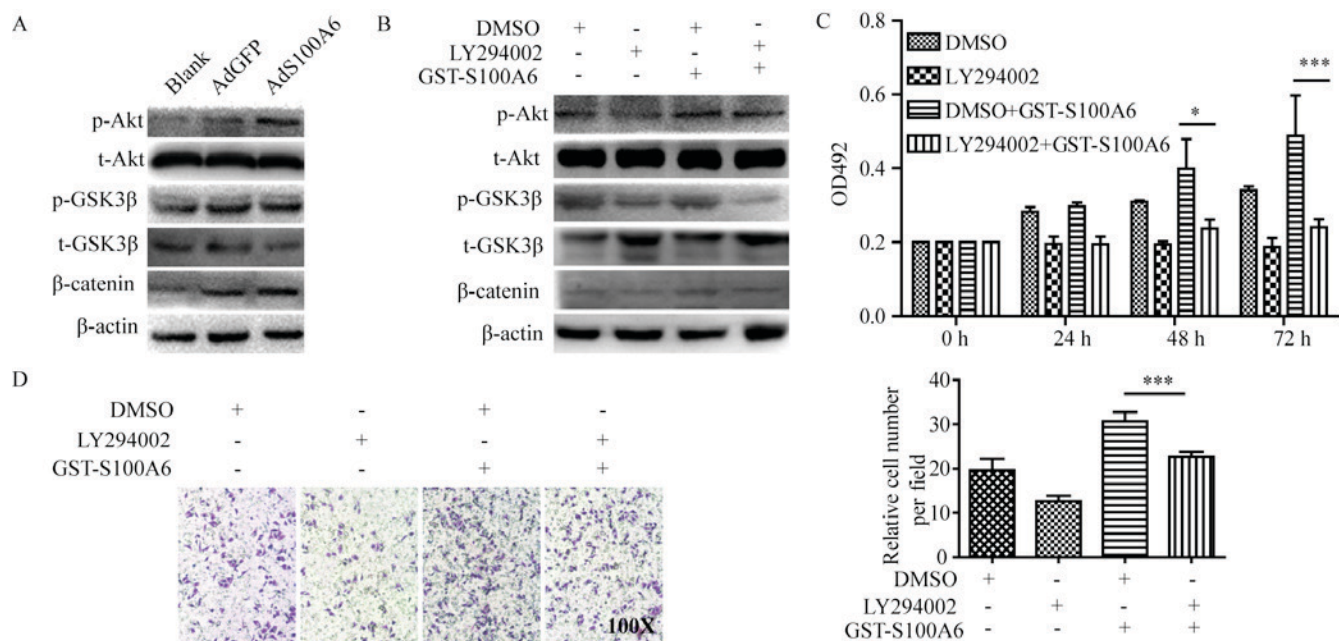 A
Blank
AdGFP
AdS100A6
p-Akt
t-Akt
p-GSK3β
t-GSK3β
β-catenin
β-actin
B
DMSO + - + -
LY294002 - + - +
GST-S100A6 - - + +
p-Akt
t-Akt
p-GSK3β
t-GSK3β
β-catenin
β-actin
C
OD492
0.8
0.6
0.4
0.2
0.0
DMSO
LY294002
DMSO+GST-S100A6
LY294002+GST-S100A6
*
***
0 h 24 h 48 h 72 h
D
DMSO + - + -
LY294002 - + - +
GST-S100A6 - - + +
100X
Relative cell number
per field
40
30
20
10
0
***
DMSO + - + -
LY294002 - + - +
GST-S100A6 - - + +